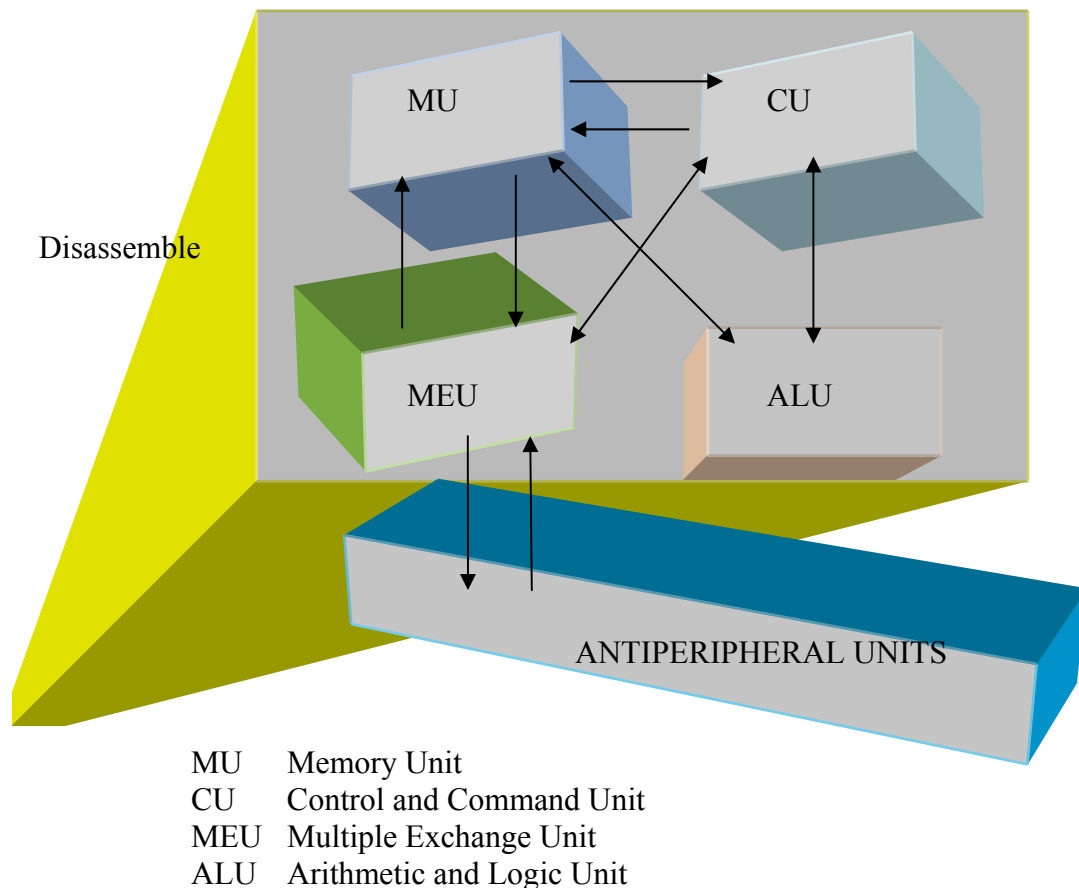 MU
CU
Disassemble
MEU
ALU
ANTIPERIPHERAL UNITS
MU Memory Unit
CU Control and Command Unit
MEU Multiple Exchange Unit
ALU Arithmetic and Logic Unit